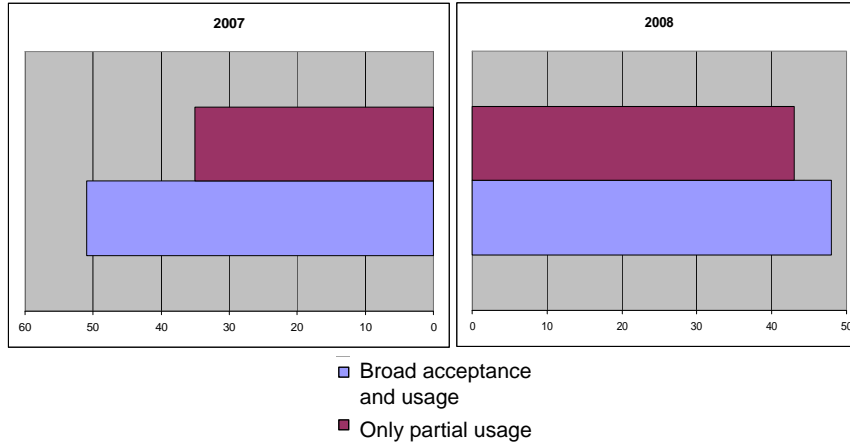 2007
60 50 40 30 20 10 0
2008
0 10 20 30 40 50
Broad acceptance
and usage
Only partial usage